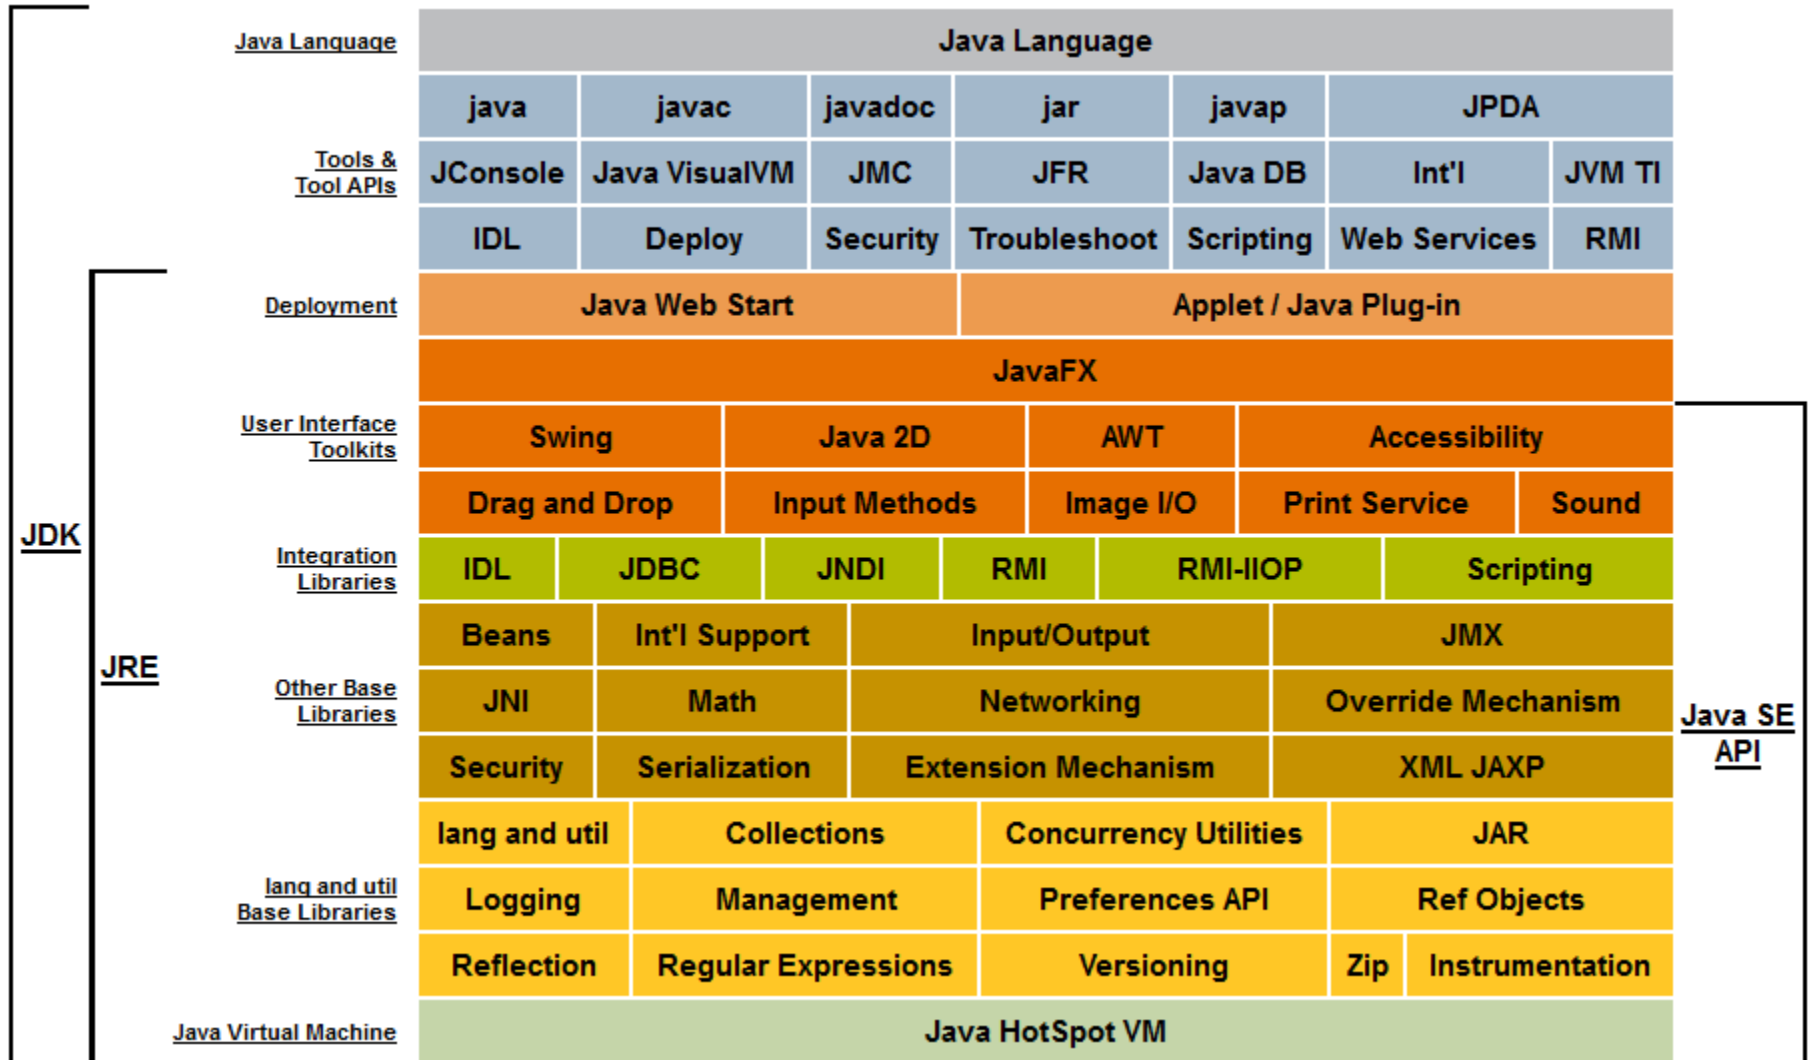 Java Language
Java Language
java javac javadoc jar javap JPDA
Tools &
Tool APIs
JConsole Java VisualVM JMC JFR Java DB Int'l JVM TI
IDL Deploy Security Troubleshoot Scripting Web Services RMI
Deployment
Java Web Start Applet / Java Plug-in
JavaFX
User Interface
Toolkits
Swing Java 2D AWT Accessibility
Drag and Drop Input Methods Image I/O Print Service Sound
JDK
Integration
Libraries
IDL JDBC JNDI RMI RMI-IIOP Scripting
Beans Int'l Support Input/Output JMX
JRE
Other Base
Libraries
JNI Math Networking Override Mechanism
Java SE
API
Security Serialization Extension Mechanism XML JAXP
lang and util Collections Concurrency Utilities JAR
lang and util
Base Libraries
Logging Management Preferences API Ref Objects
Reflection Regular Expressions Versioning Zip Instrumentation
Java Virtual Machine
Java HotSpot VM